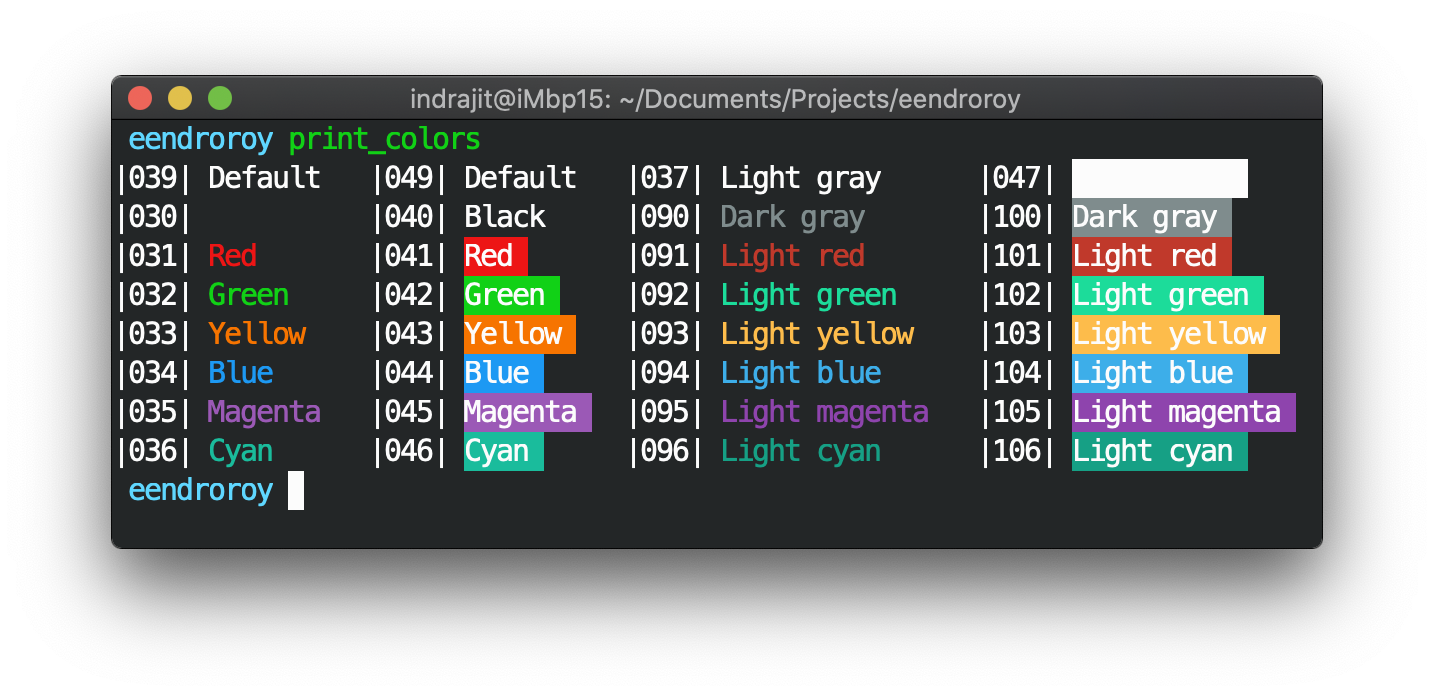 indrajit@iMbp15: ~/Documents/Projects/eendroroy
eendroroy print_colors
|039| Default |049| Default |037| Light gray |047|
|030| |040| Black |090| Dark gray |100| Dark gray
|031| Red |041| Red |091| Light red |101| Light red
|032| Green |042| Green |092| Light green |102| Light green
|033| Yellow |043| Yellow |093| Light yellow |103| Light yellow
|034| Blue |044| Blue |094| Light blue |104| Light blue
|035| Magenta |045| Magenta |095| Light magenta |105| Light magenta
|036| Cyan |046| Cyan |096| Light cyan |106| Light cyan
eendroroy